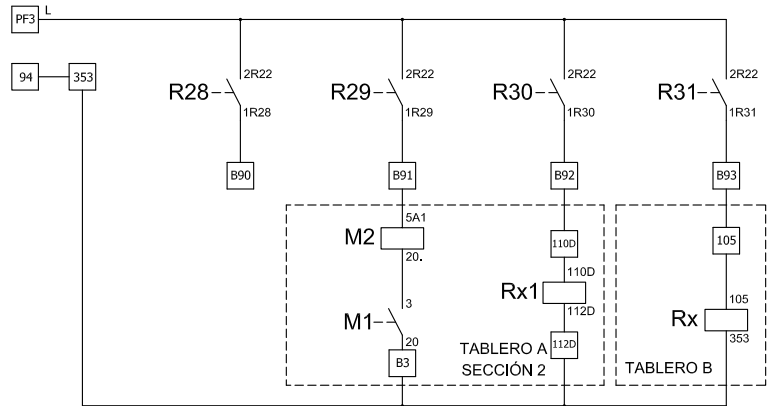 PF3 L
94 353
2R22 2R22 2R22 2R22
R28 R29 R30 R31
1R28 1R29 1R30 1R31
B90 B91 B92 B93
5A1
M2
20.
110D
105
110D
Rx1
112D
105
Rx
353
3
M1
20
112D
B3
TABLERO A
SECCIÓN 2
TABLERO B